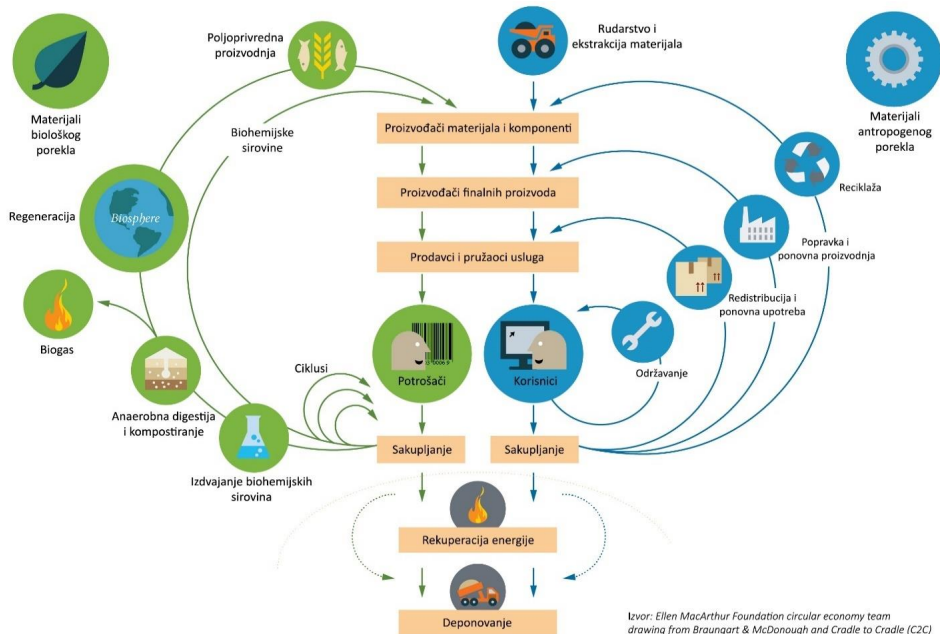 Poljoprivredna
proizvodnja
Rudarstvo i
ekstrakcija materijala
Materijali
biološkog
porekla
Materijali
antropogenog
porekla
Biohemijske
sirovine
Proizvođači materijala i komponenti
Reciklaža
Proizvođači finalnih proizvoda
Regeneracija
Biosphere
Prodavci i pružaoci usluga
Popravka i
ponovna proizvodnja
Redistribucija i
ponovna upotreba
Biogas
Ciklusi
Potrošači
Korisnici
Održavanje
Anaerobna digestija
i kompostiranje
Sakupljanje
Sakupljanje
Izdvajanje biohemijskih
sirovina
Rekuperacija energije
Deponovanje
Izvor: Ellen MacArthur Foundation circular economy team
drawing from Braungart & McDonough and Cradle to Cradle (C2C)